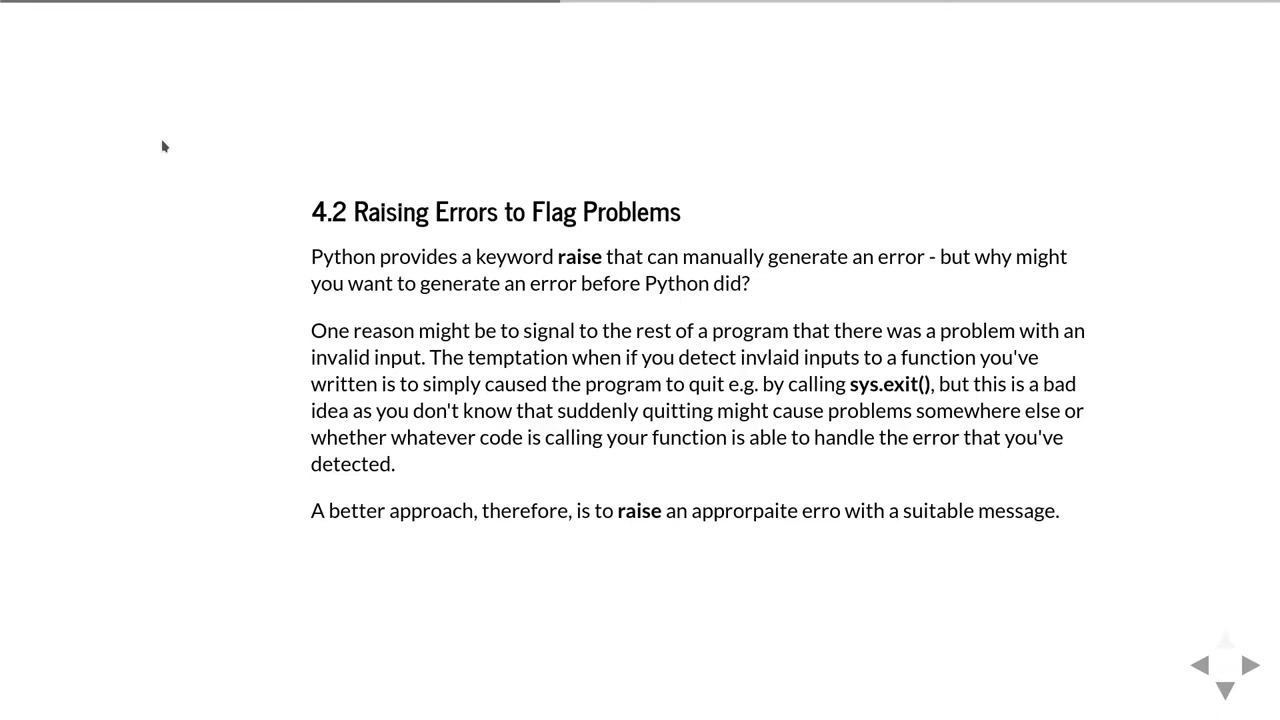 4.2 Raising Errors to Flag Problems
Python provides a keyword raise that can manually generate an error - but why might
you want to generate an error before Python did?
One reason might be to signal to the rest of a program that there was a problem with an
invalid input. The temptation when if you detect invlaid inputs to a function you've
written is to simply caused the program to quit e.g. by calling sys.exit(), but this is a bad
idea as you don't know that suddenly quitting might cause problems somewhere else or
whether whatever code is calling your function is able to handle the error that you've
detected.
A better approach, therefore, is to raise an approrpaite erro with a suitable message.